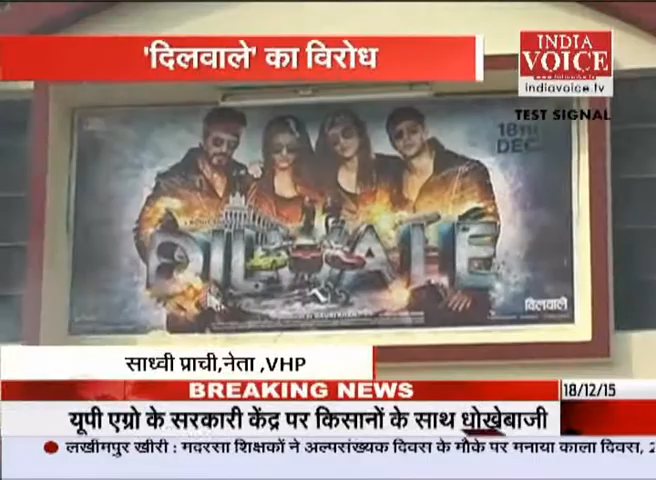 'दिलवाले' का विरोध
INDIA
VOICE
indiavoice.tv
TEST SIGNAL
18TH
DEC
DILWALE
दिलवाले
साध्वी प्राची,नेता ,VHP
BREAKING NEWS
18/12/15
यूपी एग्रो के सरकारी केंद्र पर किसानों के साथ धोखेबाजी
लखीमपुर खीरी : मदरसा शिक्षकों ने अल्पसंख्यक दिवस के मौके पर मनाया काला दिवस, 2